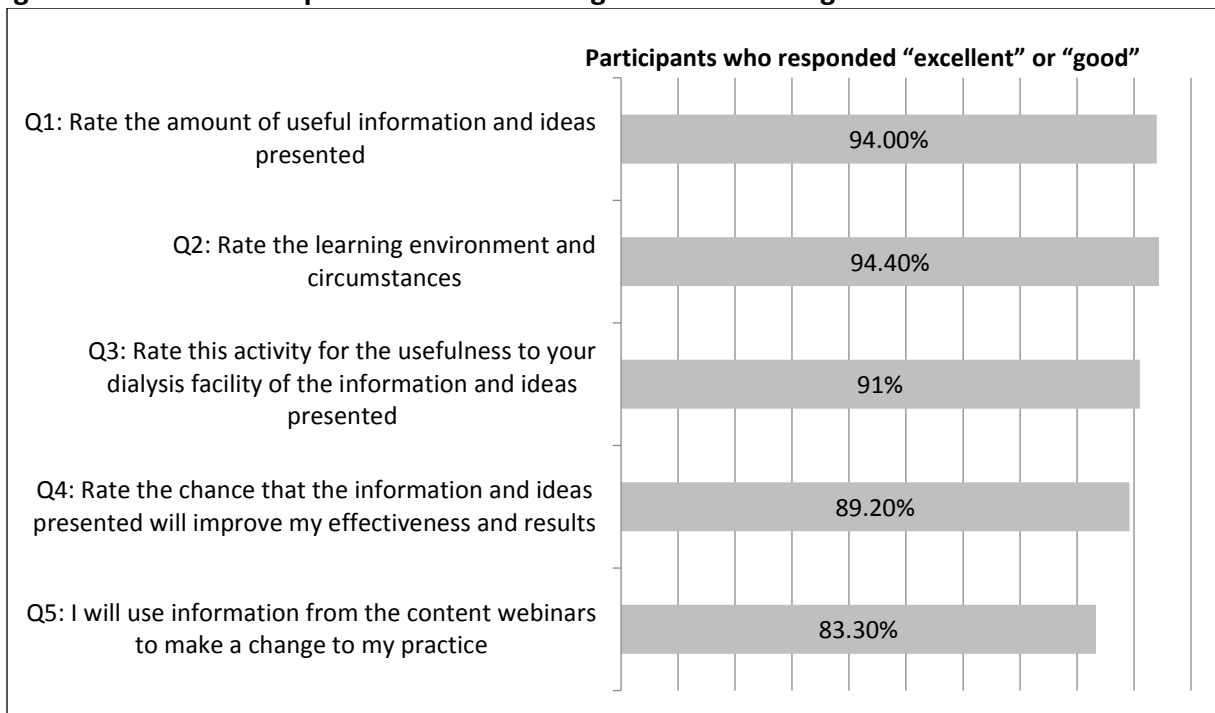 Participants who responded “excellent” or “good”
Q1: Rate the amount of useful information and ideas
presented
94.00%
Q2: Rate the learning environment and
circumstances
94.40%
Q3: Rate this activity for the usefulness to your
dialysis facility of the information and ideas
presented
91%
Q4: Rate the chance that the information and ideas
presented will improve my effectiveness and results
89.20%
Q5: I will use information from the content webinars
to make a change to my practice
83.30%